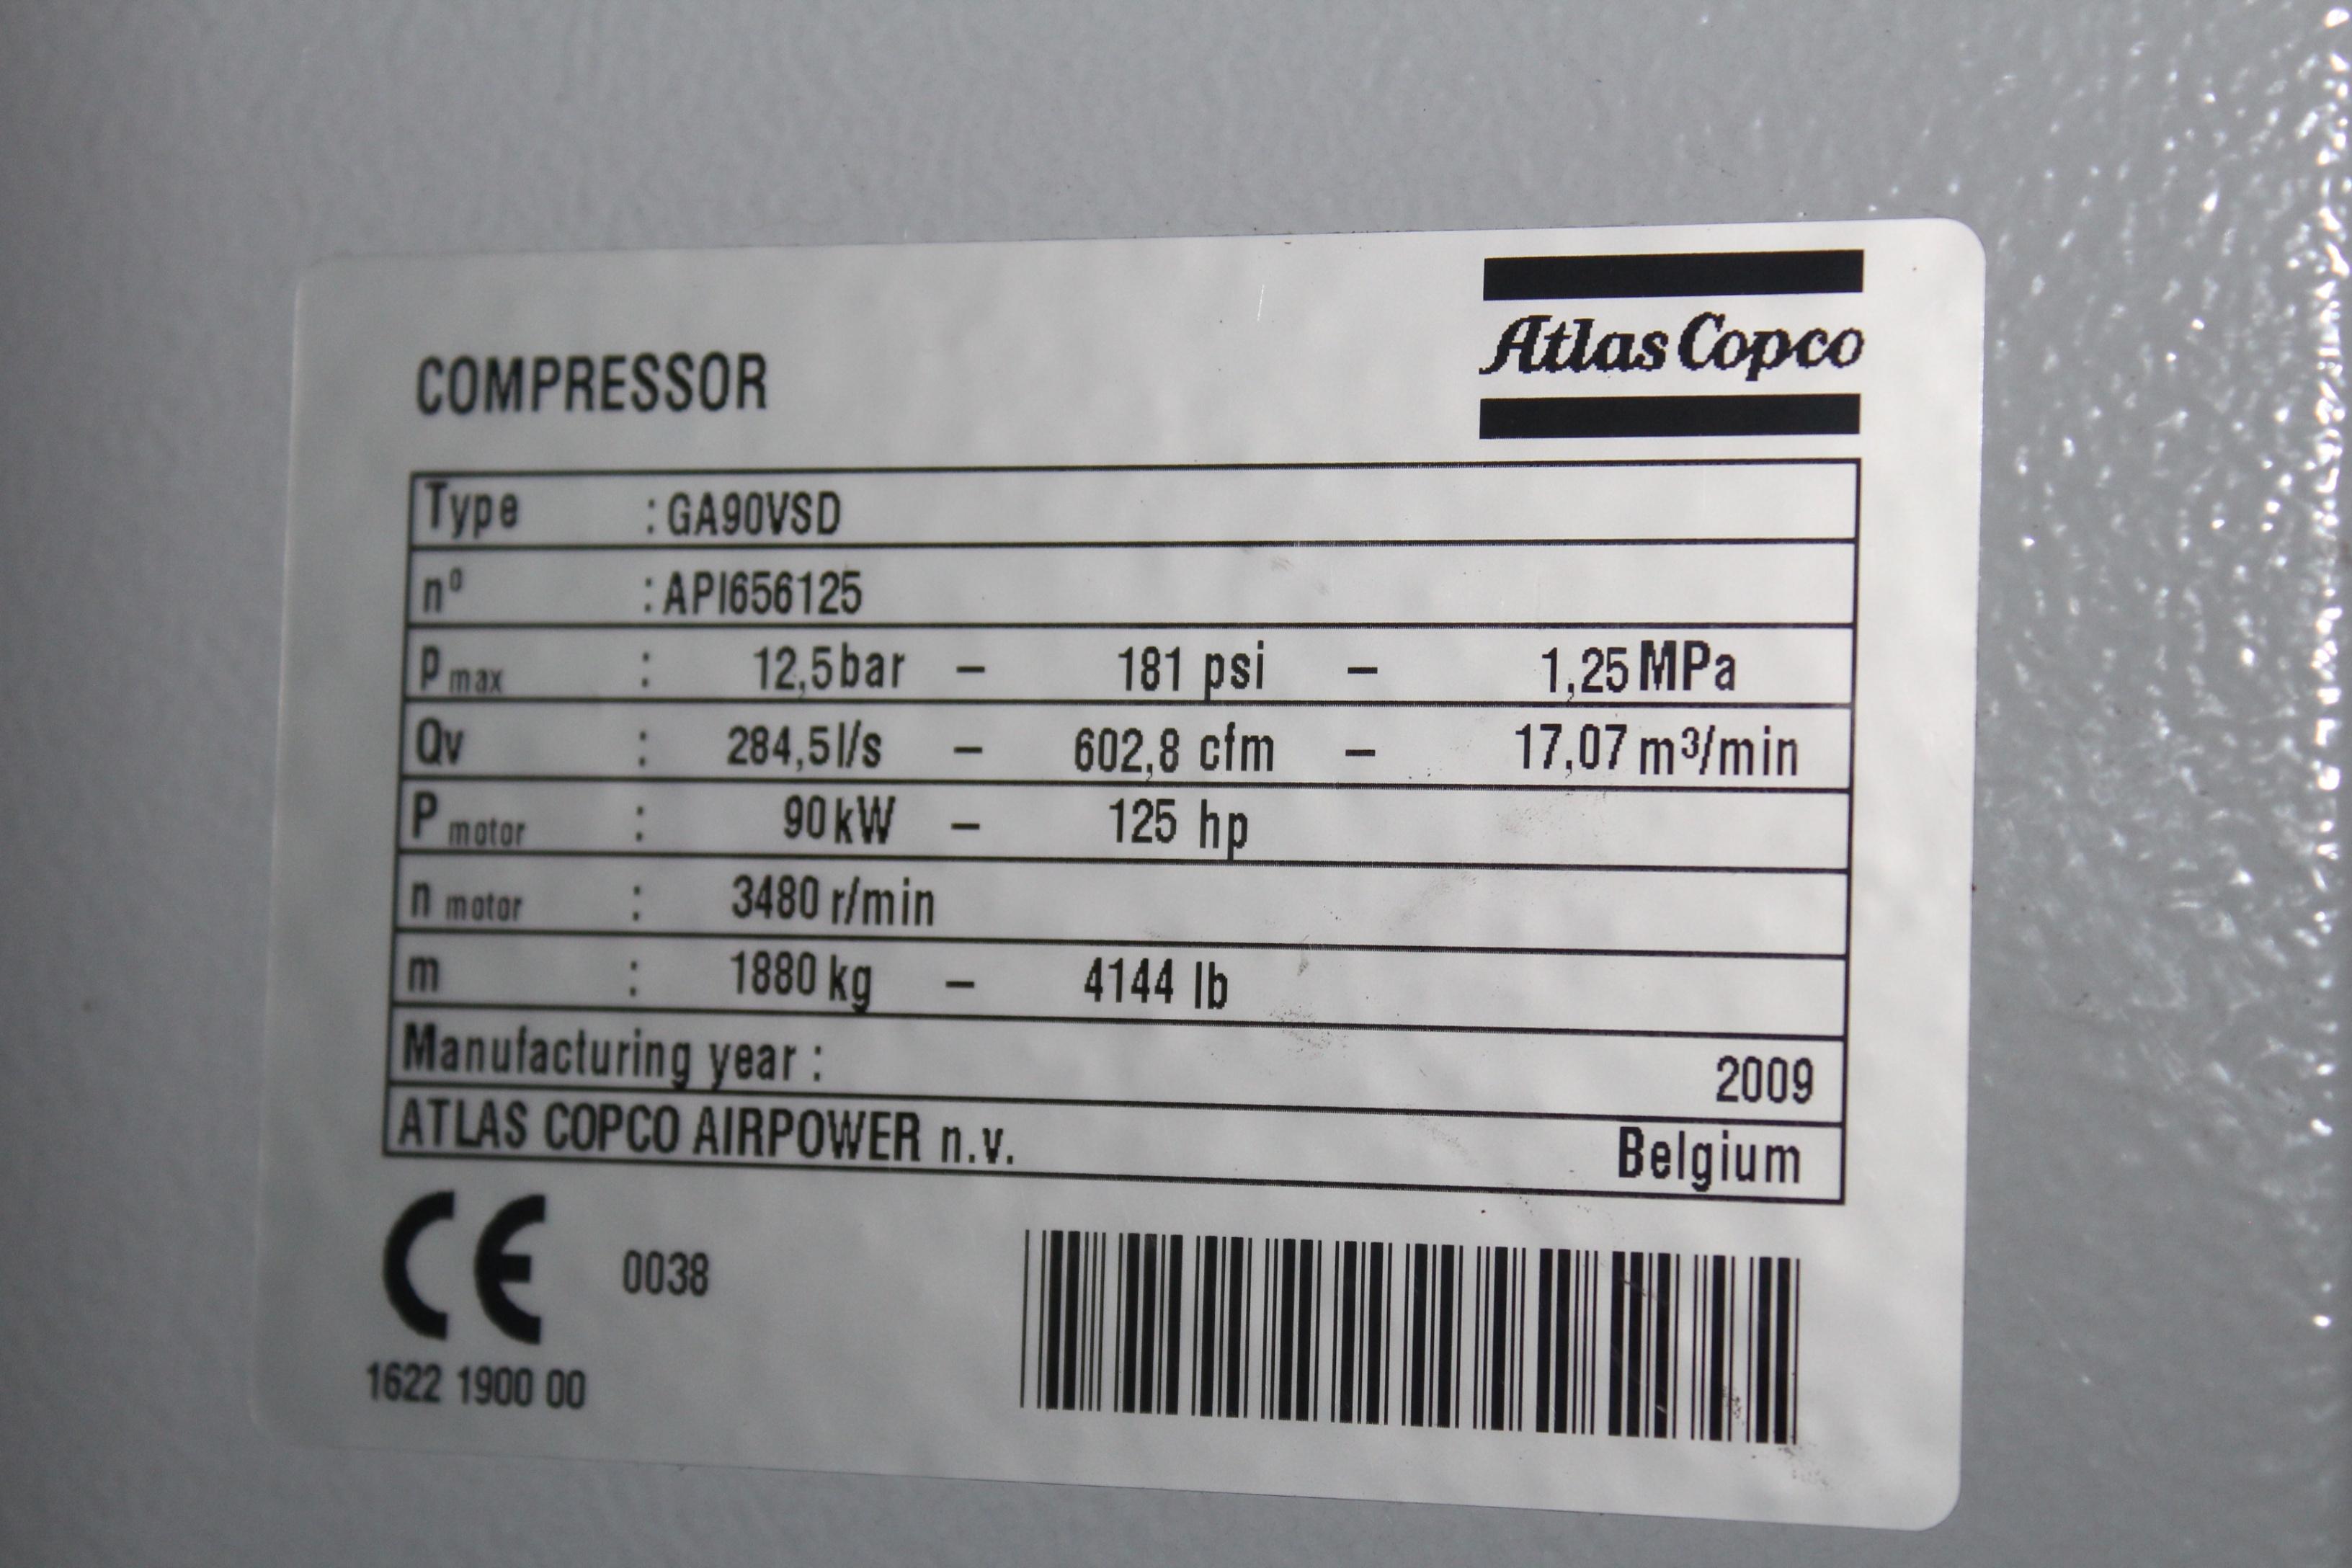 Atlas Copco
COMPRESSOR
Type : GA90VSD
nº : API656125
P max : 12,5 bar – 181 psi – 1,25 MPa
Qv : 284,5 l/s – 602,8 cfm – 17,07 m³/min
P motor : 90 kW – 125 hp
n motor : 3480 r/min
m : 1880 kg – 4144 lb
Manufacturing year : 2009
ATLAS COPCO AIRPOWER n.v. Belgium
CE 0038
1622 1900 00